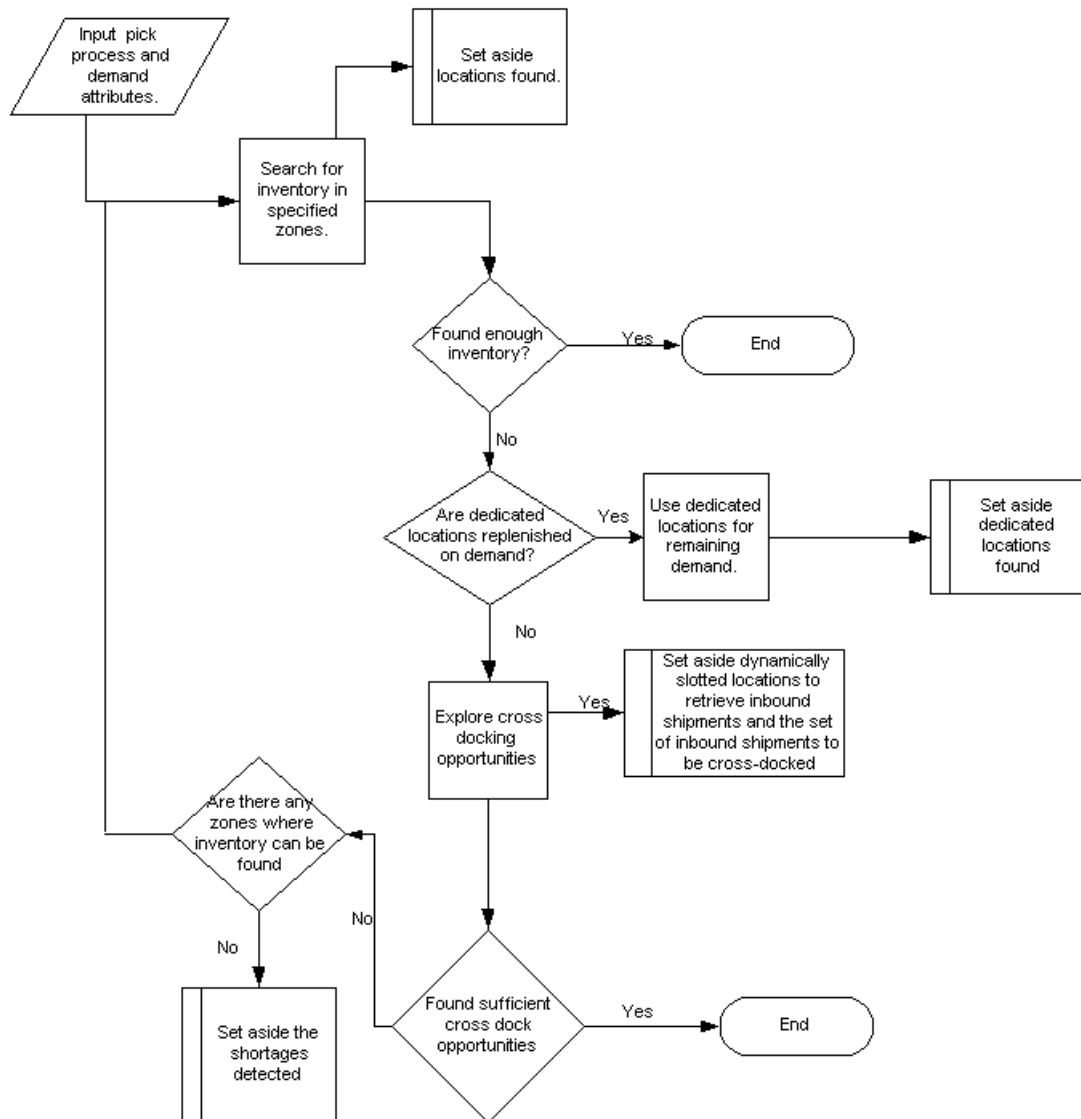 Input pick
process and
demand
attributes.
Set aside
locations found.
Search for
inventory in
specified
zones.
Found enough
inventory?
Yes
End
No
Are dedicated
locations replenished
on demand?
Yes
Use dedicated
locations for
remaining
demand.
Set aside
dedicated
locations
found
No
Explore cross
docking
opportunities
Yes
Set aside dynamically
slotted locations to
retrieve inbound
shipments and the set
of inbound shipments to
be cross-docked
Are there any
zones where
inventory can be
found
No
No
Set aside the
shortages
detected
Found sufficient
cross dock
opportunities
Yes
End